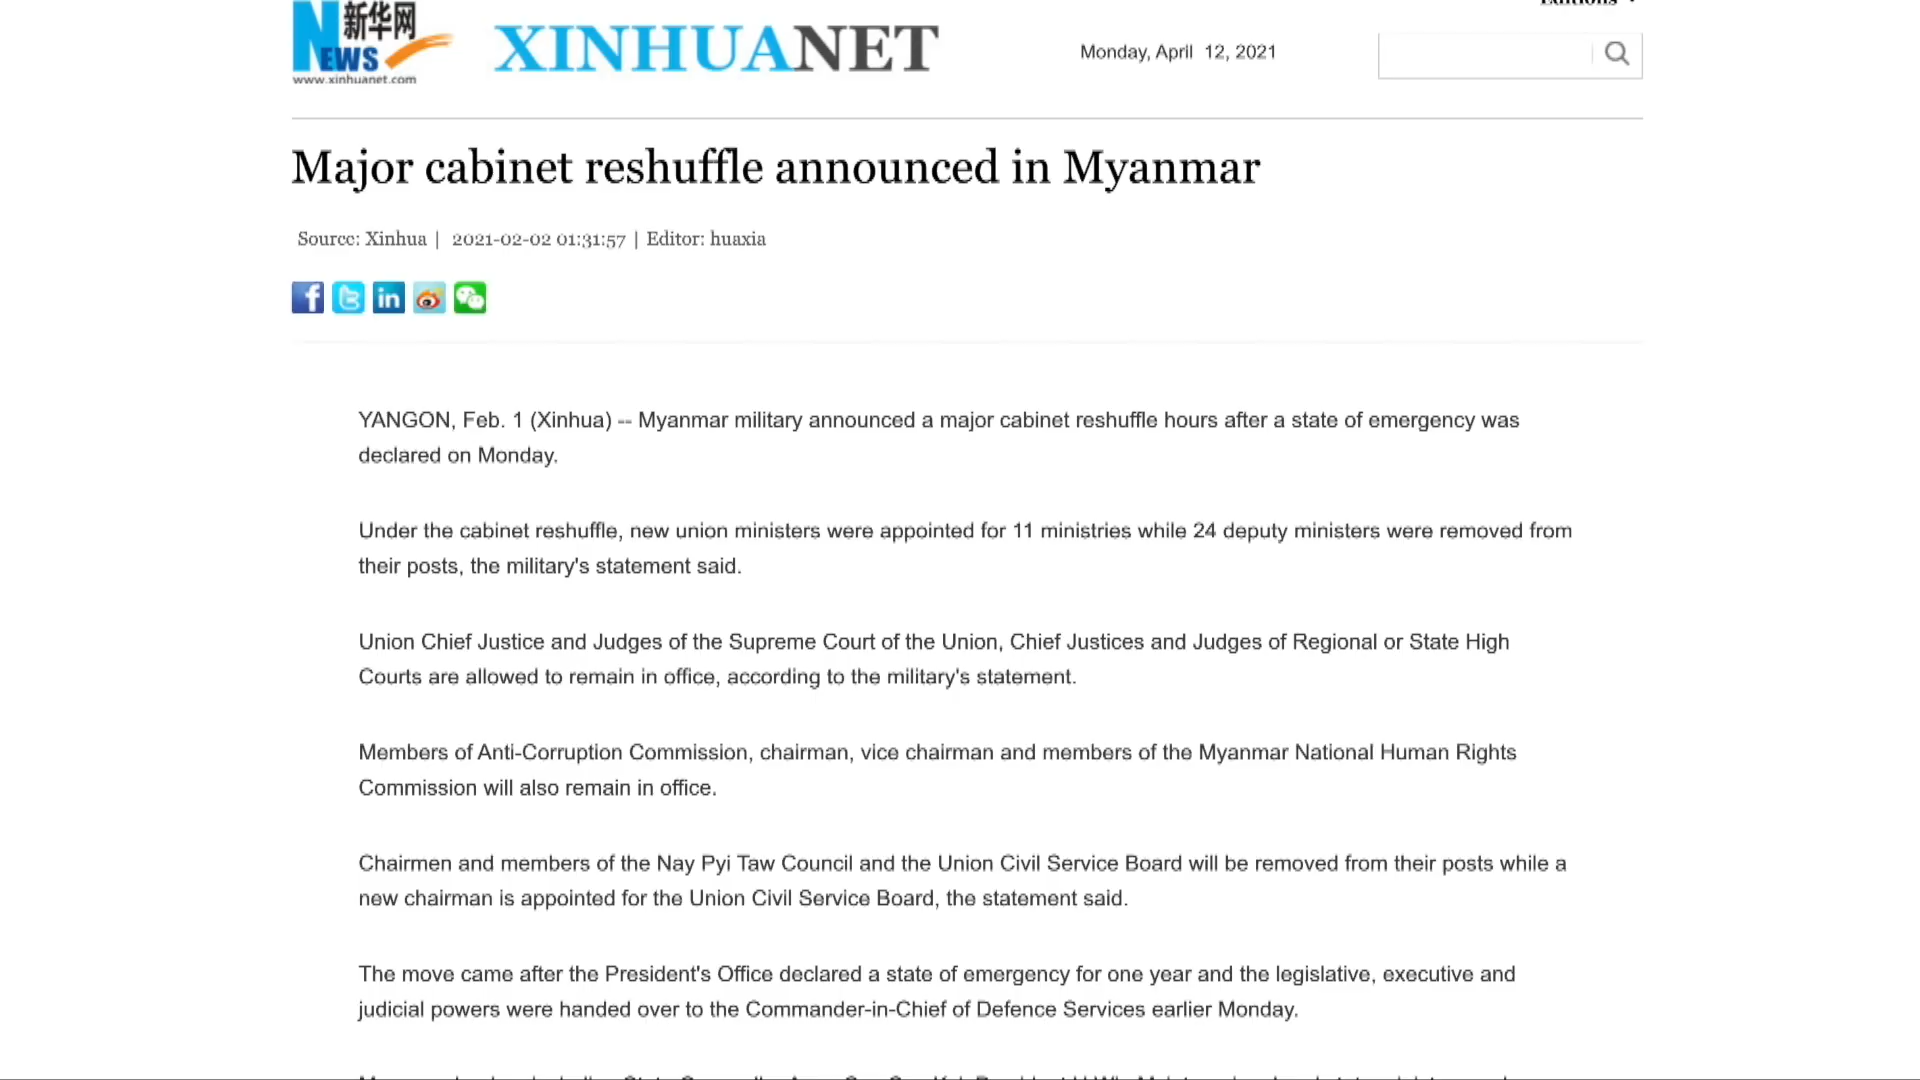 Editions
新华网
NEWS
www.xinhuanet.com
XINHUANET
Monday, April 12, 2021
Major cabinet reshuffle announced in Myanmar
Source: Xinhua | 2021-02-02 01:31:57 | Editor: huaxia
YANGON, Feb. 1 (Xinhua) -- Myanmar military announced a major cabinet reshuffle hours after a state of emergency was
declared on Monday.
Under the cabinet reshuffle, new union ministers were appointed for 11 ministries while 24 deputy ministers were removed from
their posts, the military's statement said.
Union Chief Justice and Judges of the Supreme Court of the Union, Chief Justices and Judges of Regional or State High
Courts are allowed to remain in office, according to the military's statement.
Members of Anti-Corruption Commission, chairman, vice chairman and members of the Myanmar National Human Rights
Commission will also remain in office.
Chairmen and members of the Nay Pyi Taw Council and the Union Civil Service Board will be removed from their posts while a
new chairman is appointed for the Union Civil Service Board, the statement said.
The move came after the President's Office declared a state of emergency for one year and the legislative, executive and
judicial powers were handed over to the Commander-in-Chief of Defence Services earlier Monday.